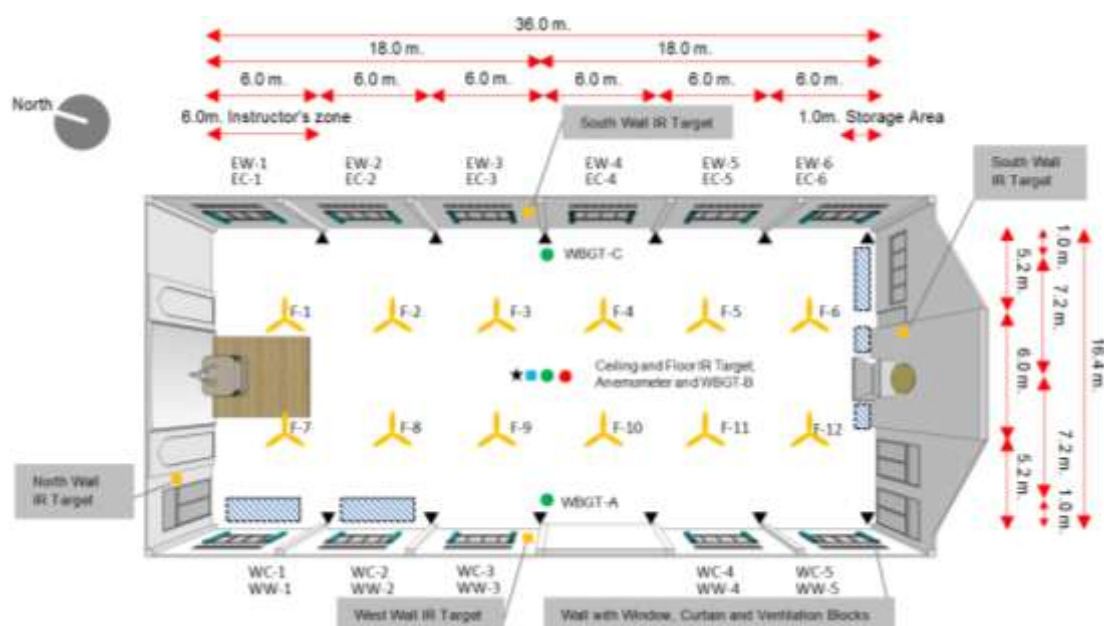 36.0 m.
18.0 m.
18.0 m.
6.0 m.
6.0 m.
6.0 m.
6.0 m.
6.0 m.
6.0 m.
North
6.0m. Instructor's zone
South Wall IR Target
1.0m. Storage Area
South Wall
IR Target
EW-1
EC-1
EW-2
EC-2
EW-3
EC-3
EW-4
EC-4
EW-5
EC-5
EW-6
EC-6
WBGT-C
F-1
F-2
F-3
F-4
F-5
F-6
Ceiling and Floor IR Target,
Anemometer and WBGT-B
F-7
F-8
F-9
F-10
F-11
F-12
1.0 m.
5.2 m.
7.2 m.
6.0 m.
16.4 m.
7.2 m.
5.2 m.
1.0 m.
North Wall
IR Target
WBGT-A
WC-1
WW-1
WC-2
WW-2
WC-3
WW-3
WC-4
WW-4
WC-5
WW-5
West Wall IR Target
Wall with Window, Curtain and Ventilation Blocks